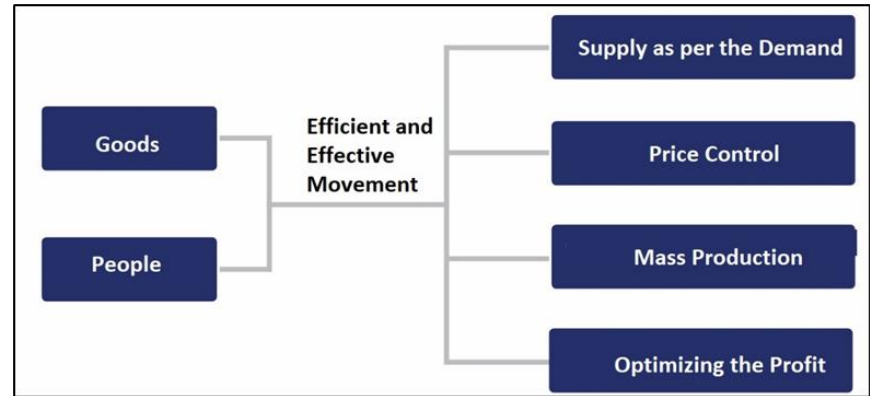 Goods
People
Efficient and
Effective
Movement
Supply as per the Demand
Price Control
Mass Production
Optimizing the Profit